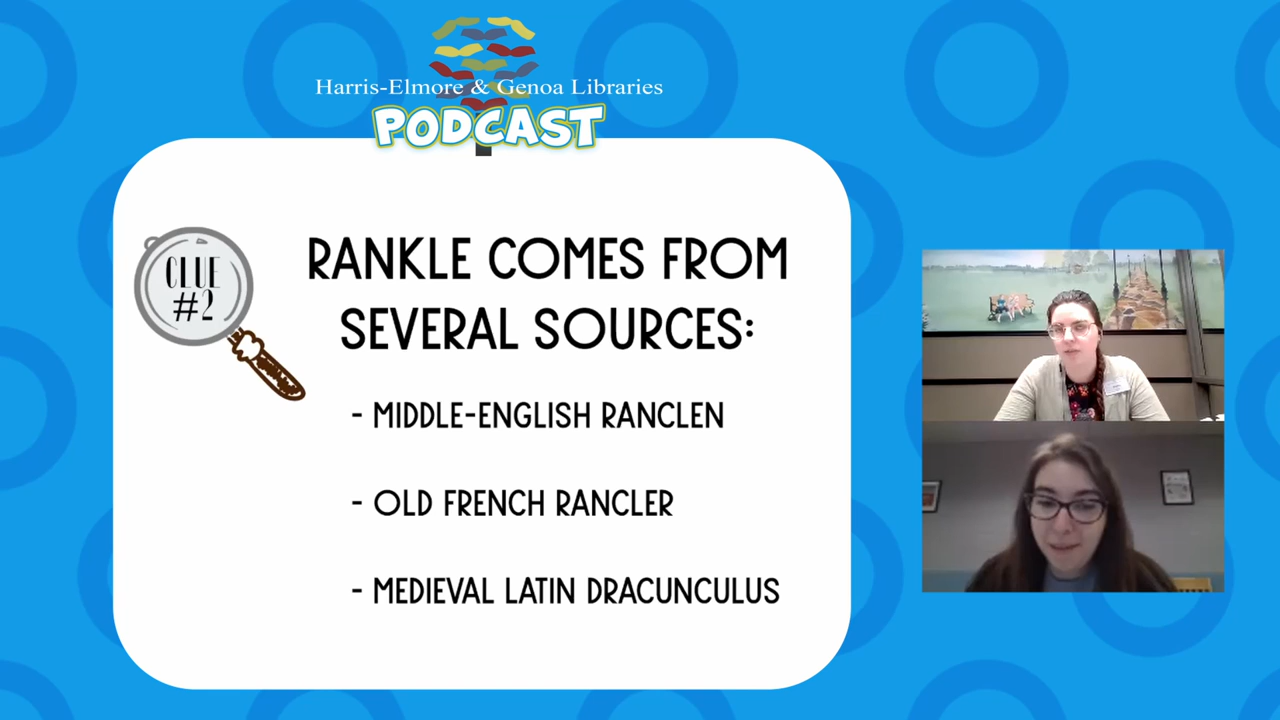 Harris-Elmore & Genoa Libraries
PODCAST
CLUE
#2
RANKLE COMES FROM
SEVERAL SOURCES:
- MIDDLE-ENGLISH RANCLEN
- OLD FRENCH RANCLER
- MEDIEVAL LATIN DRACUNCULUS